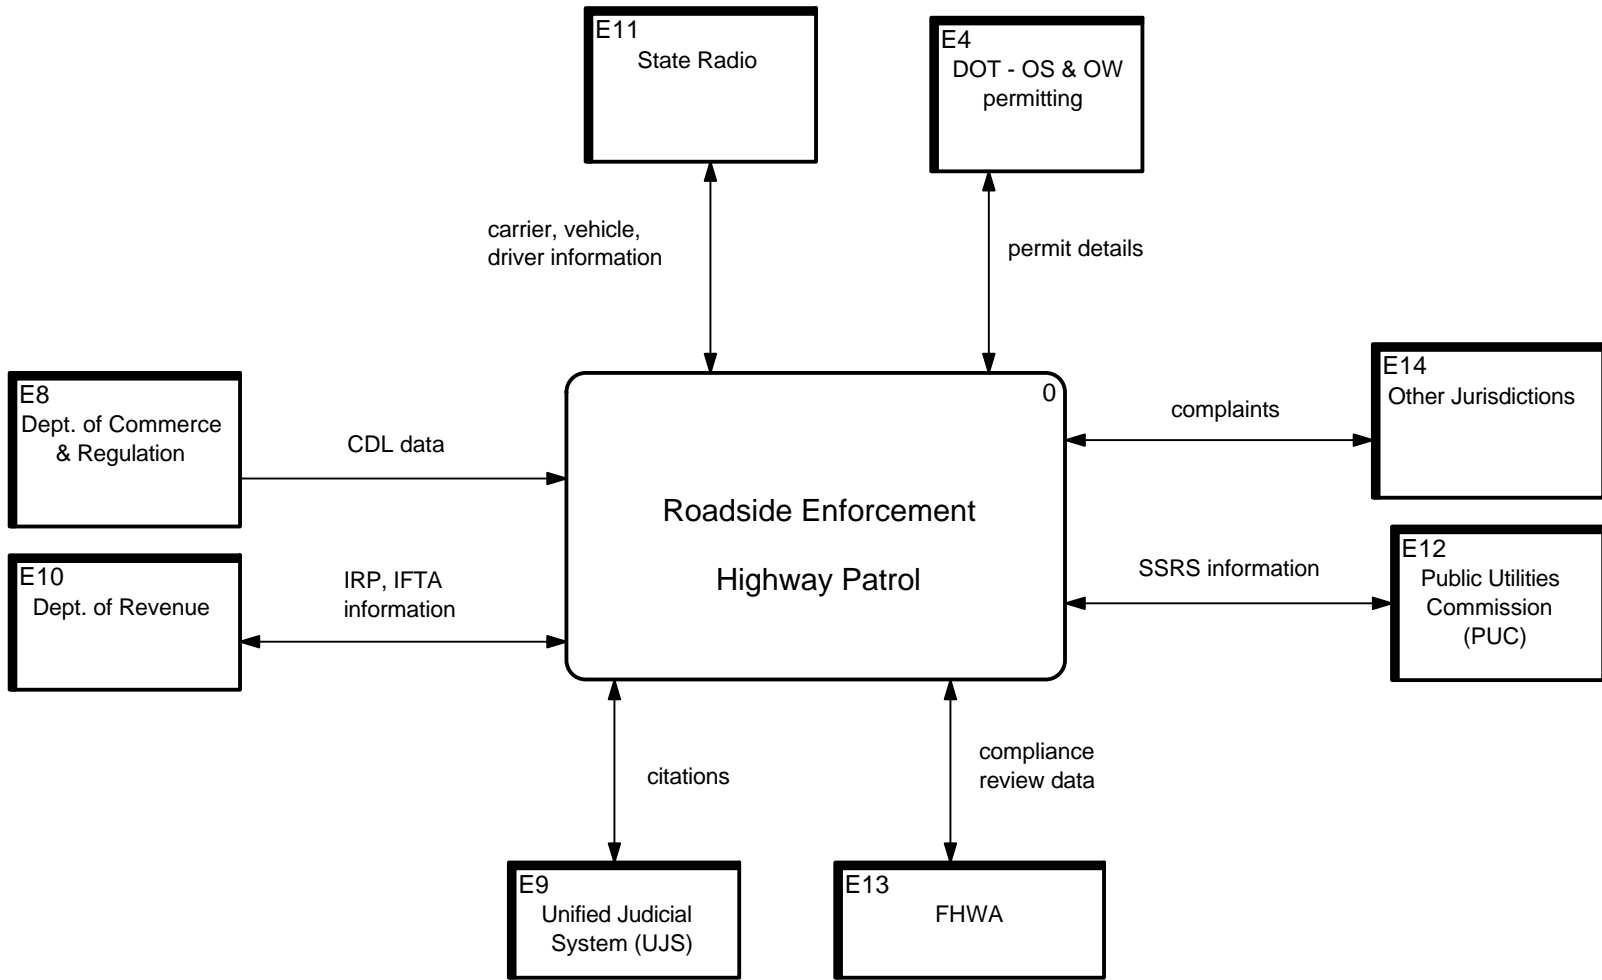 E11
State Radio
E4
DOT - OS & OW
permitting
carrier, vehicle,
driver information
permit details
E8
Dept. of Commerce
& Regulation
CDL data
0
Roadside Enforcement
Highway Patrol
complaints
E14
Other Jurisdictions
E10
Dept. of Revenue
IRP, IFTA
information
SSRS information
E12
Public Utilities
Commission
(PUC)
citations
compliance
review data
E9
Unified Judicial
System (UJS)
E13
FHWA